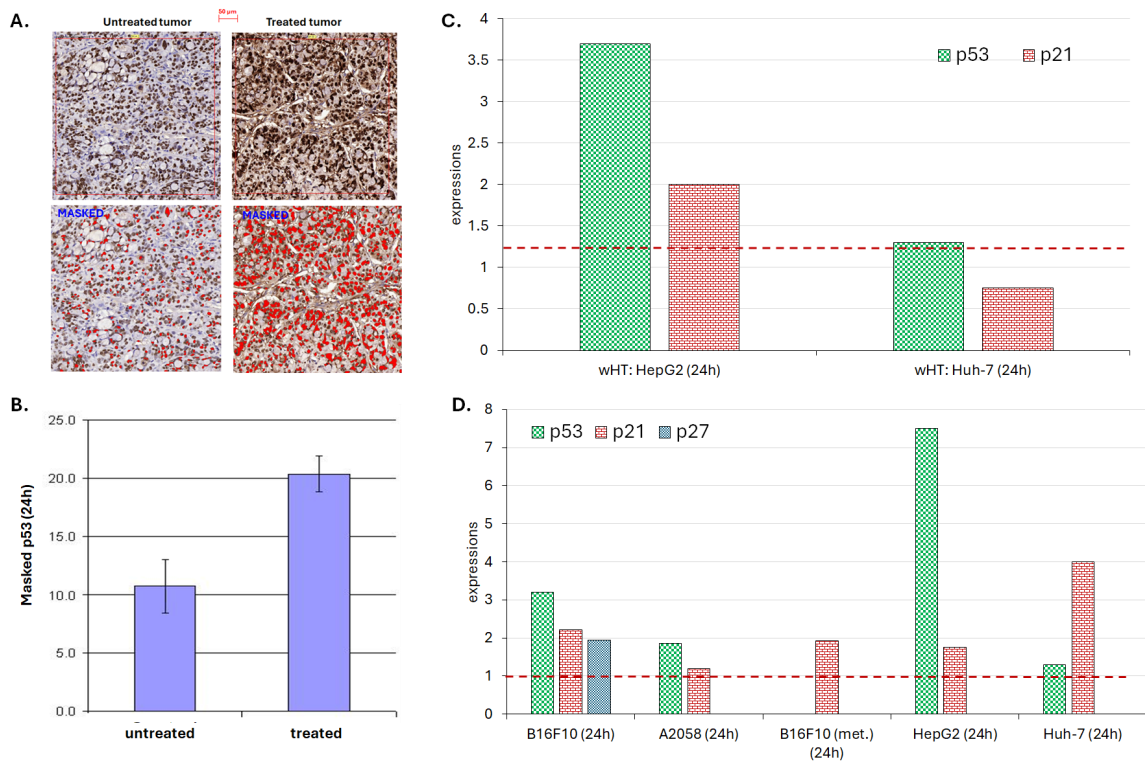 A.
Untreated tumor
50 µm
Treated tumor
MASKED
MASKED
B.
25.0
20.0
15.0
10.0
5.0
0.0
Masked p53 (24h)
untreated
treated
C.
4
3.5
3
2.5
2
1.5
1
0.5
0
expressions
p53
p21
wHT: HepG2 (24h)
wHT: Huh-7 (24h)
D.
8
7
6
5
4
3
2
1
0
expressions
p53
p21
p27
B16F10 (24h)
A2058 (24h)
B16F10 (met.)
(24h)
HepG2 (24h)
Huh-7 (24h)